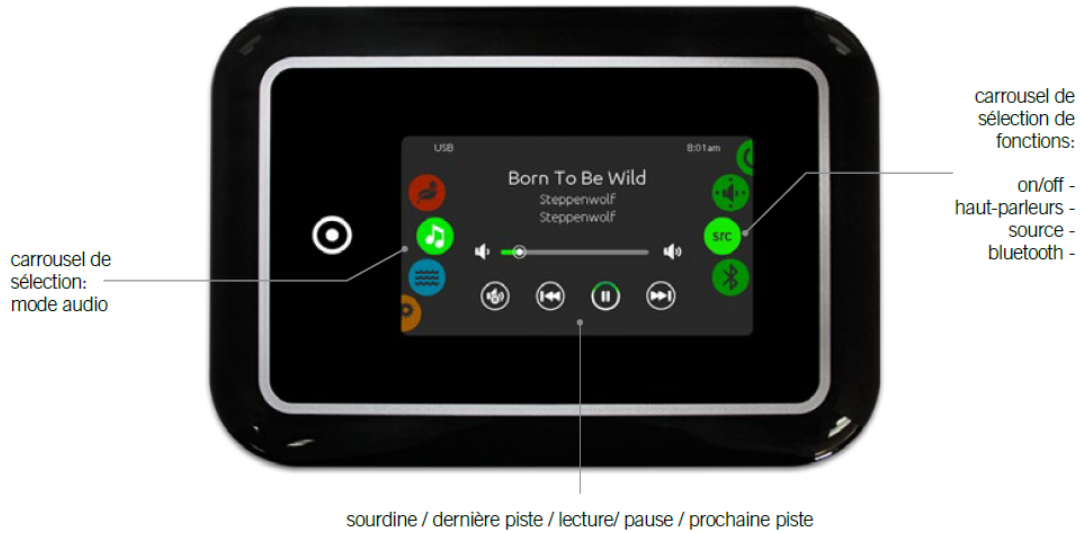 USB
8:01am
Born To Be Wild
Steppenwolf
Steppenwolf
src
carrousel de
sélection:
mode audio
carrousel de
sélection de
fonctions:
on/off -
haut-parleurs -
source -
bluetooth -
sourdine / dernière piste / lecture/ pause / prochaine piste